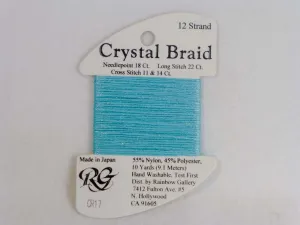 12 Strand
Crystal Braid
Needlepoint 18 Ct. Long Stitch 22 Ct.
Cross Stitch 11 & 14 Ct.
Made in Japan
RG
CR17
55% Nylon, 45% Polyester,
10 Yards (9.1 Meters)
Hand Washable, Test First
Dist. by Rainbow Gallery
7412 Fulton Ave. #5
N. Hollywood
CA 91605